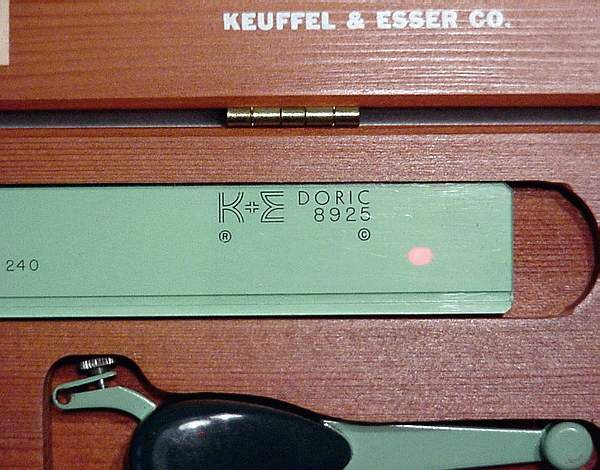 KEUFFEL & ESSER CO.
K+E DORIC
8925
® ©
240